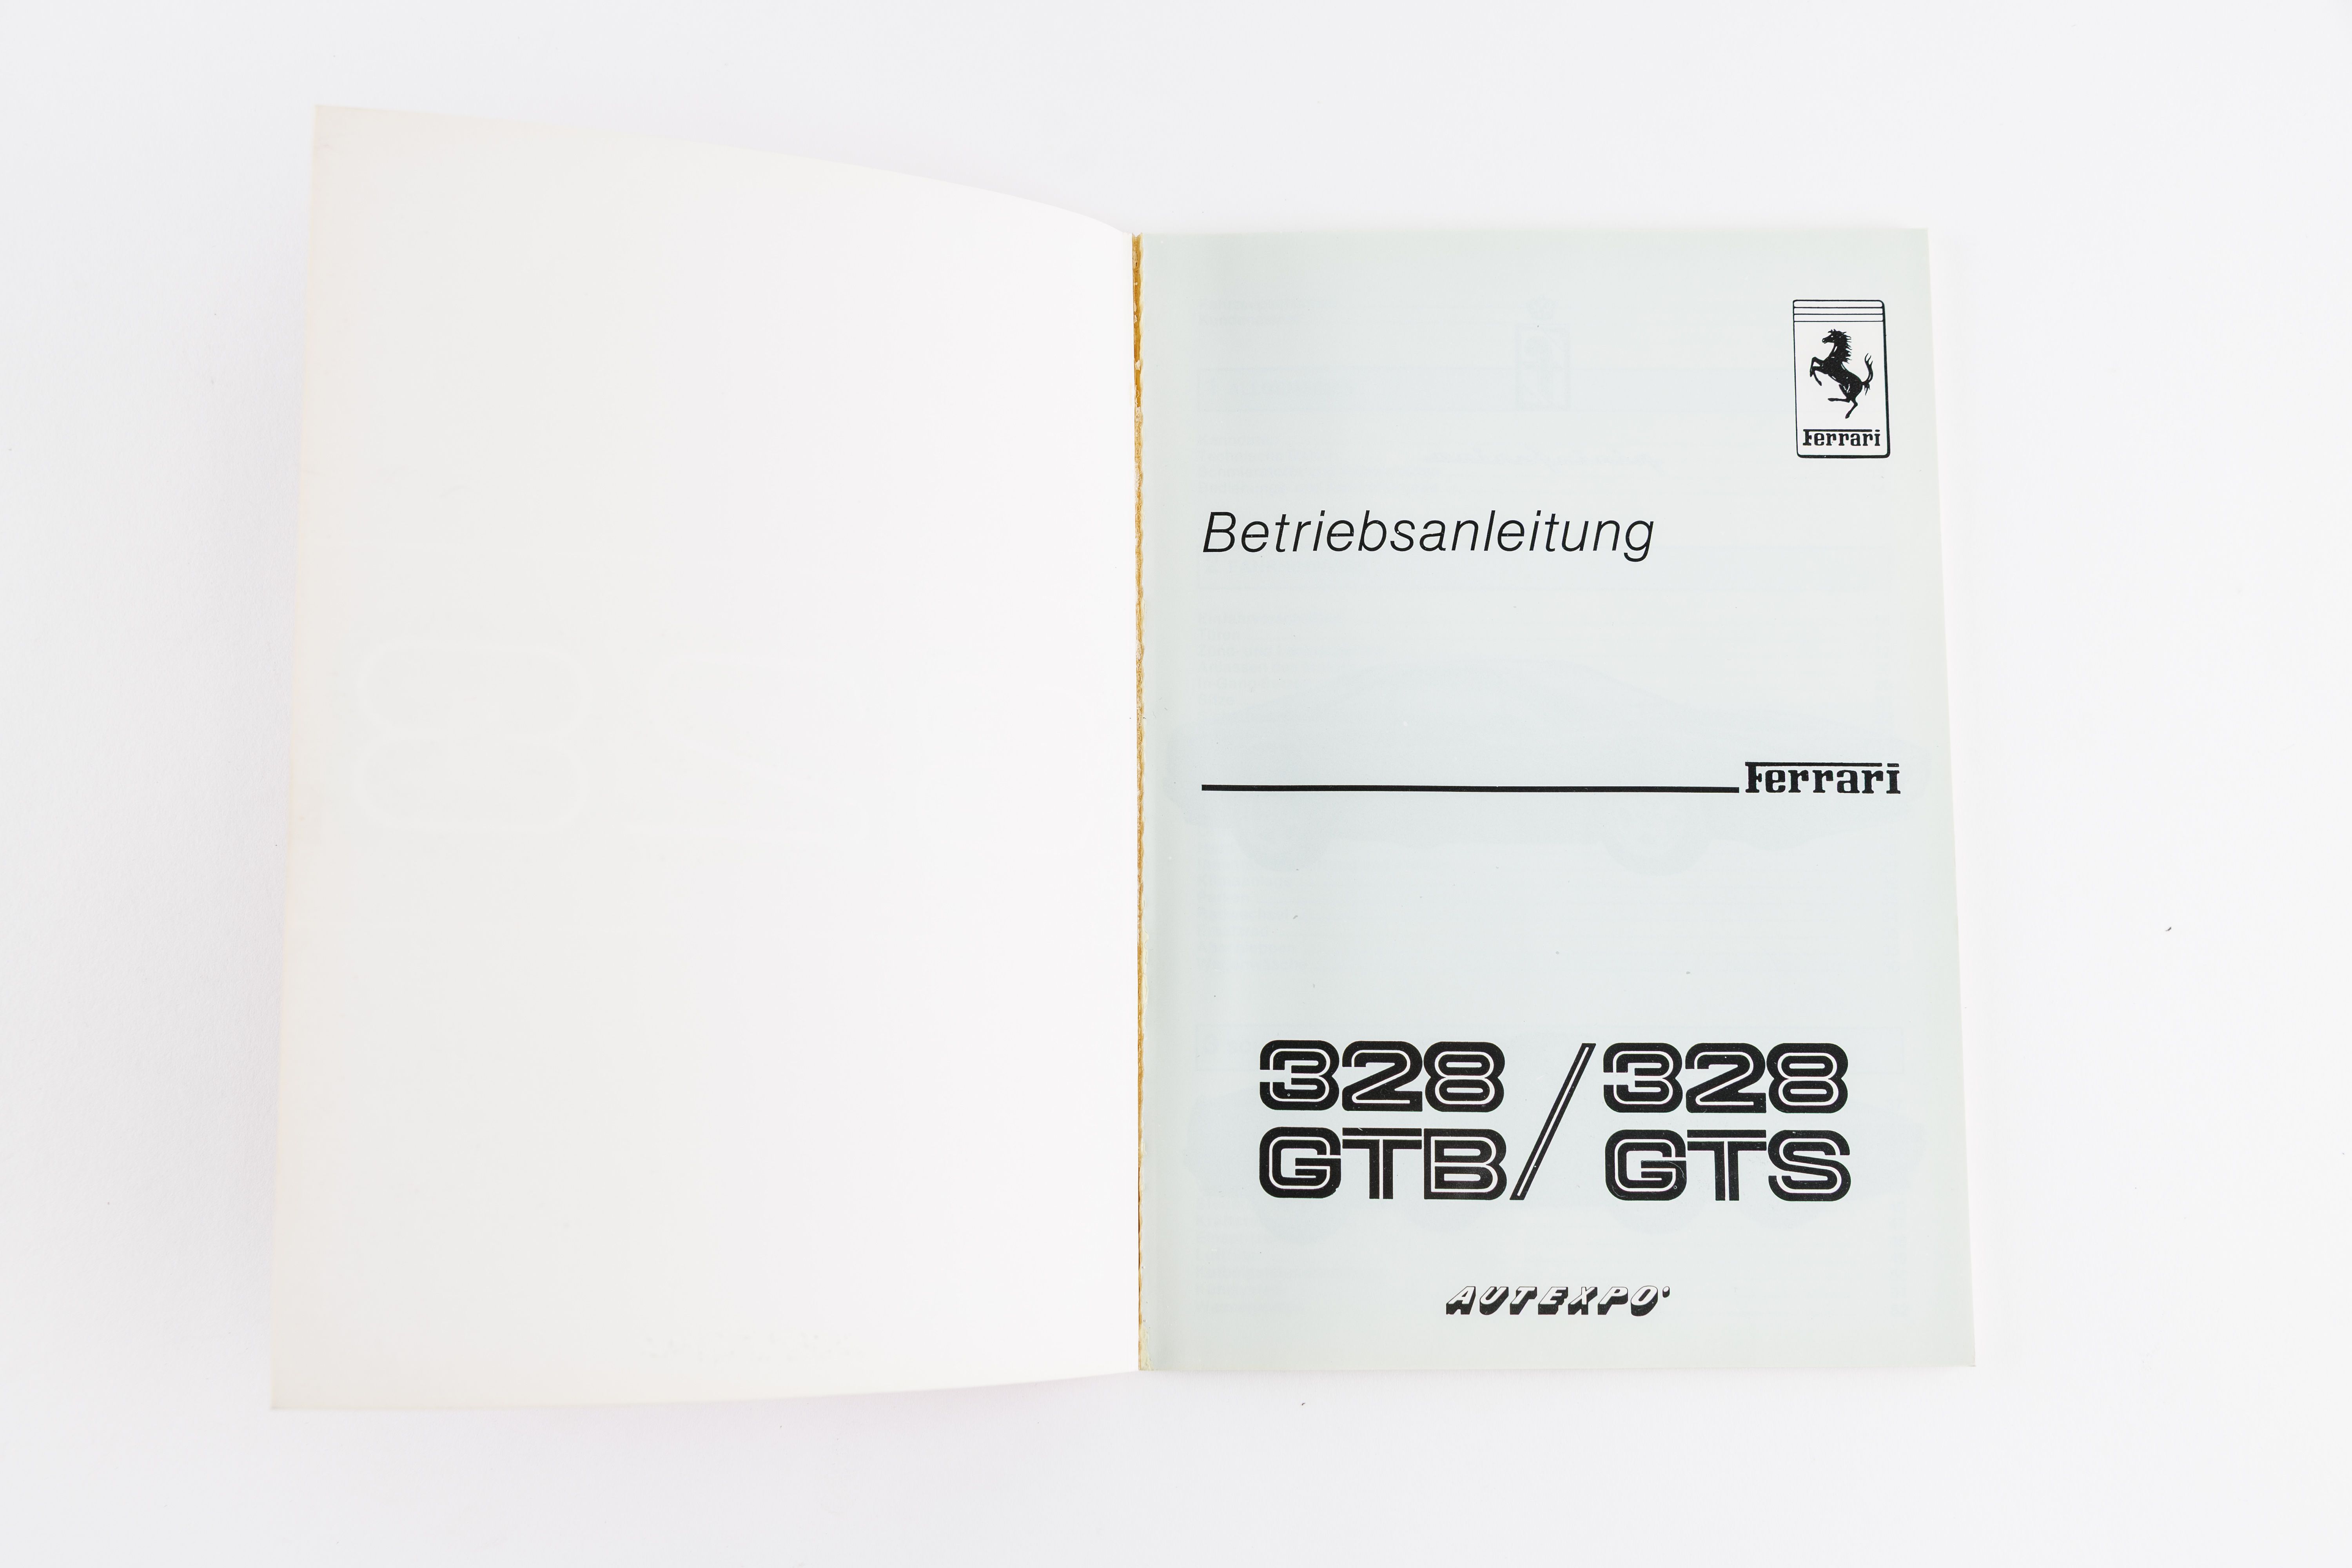 Ferrari
Betriebsanleitung
Ferrari
328 / 328
GTB / GTS
AUTEXPO'